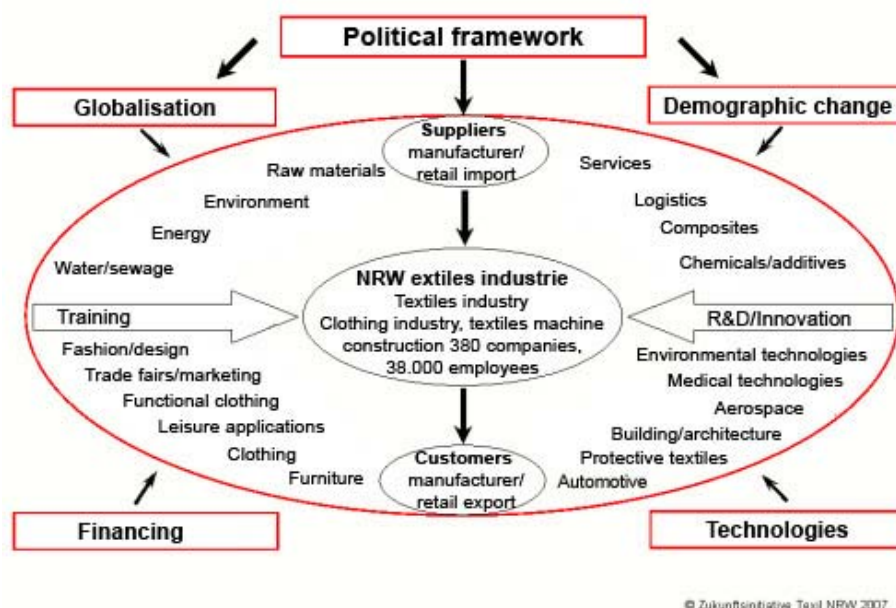 Political framework
Globalisation
Demographic change
Suppliers
manufacturer/
retail import
Raw materials
Environment
Energy
Water/sewage
Services
Logistics
Composites
Chemicals/additives
Training
NRW extiles industrie
Textiles industry
Clothing industry, textiles machine
construction 380 companies,
38.000 employees
R&D/Innovation
Fashion/design
Trade fairs/marketing
Functional clothing
Leisure applications
Clothing
Furniture
Environmental technologies
Medical technologies
Aerospace
Building/architecture
Protective textiles
Automotive
Customers
manufacturer/
retail export
Financing
Technologies
© Zukunftsinitiative Textil NRW 2007